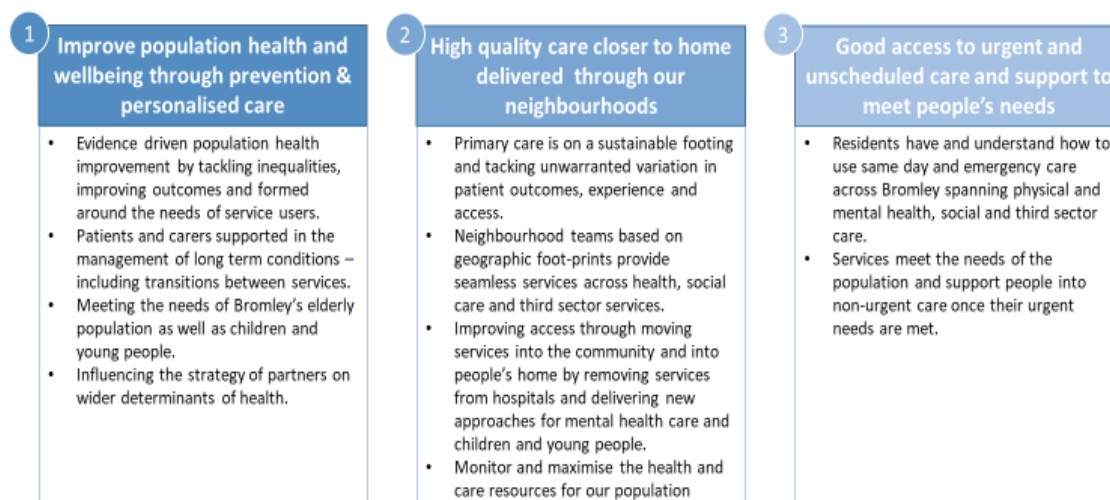 1
Improve population health and
wellbeing through prevention &
personalised care
• Evidence driven population health
improvement by tackling inequalities,
improving outcomes and formed
around the needs of service users.
• Patients and carers supported in the
management of long term conditions –
including transitions between services.
• Meeting the needs of Bromley's elderly
population as well as children and
young people.
• Influencing the strategy of partners on
wider determinants of health.
2
High quality care closer to home
delivered through our
neighbourhoods
• Primary care is on a sustainable footing
and tacking unwarranted variation in
patient outcomes, experience and
access.
• Neighbourhood teams based on
geographic foot-prints provide
seamless services across health, social
care and third sector services.
• Improving access through moving
services into the community and into
people's home by removing services
from hospitals and delivering new
approaches for mental health care and
children and young people.
• Monitor and maximise the health and
care resources for our population
3
Good access to urgent and
unscheduled care and support to
meet people's needs
• Residents have and understand how to
use same day and emergency care
across Bromley spanning physical and
mental health, social and third sector
care.
• Services meet the needs of the
population and support people into
non-urgent care once their urgent
needs are met.